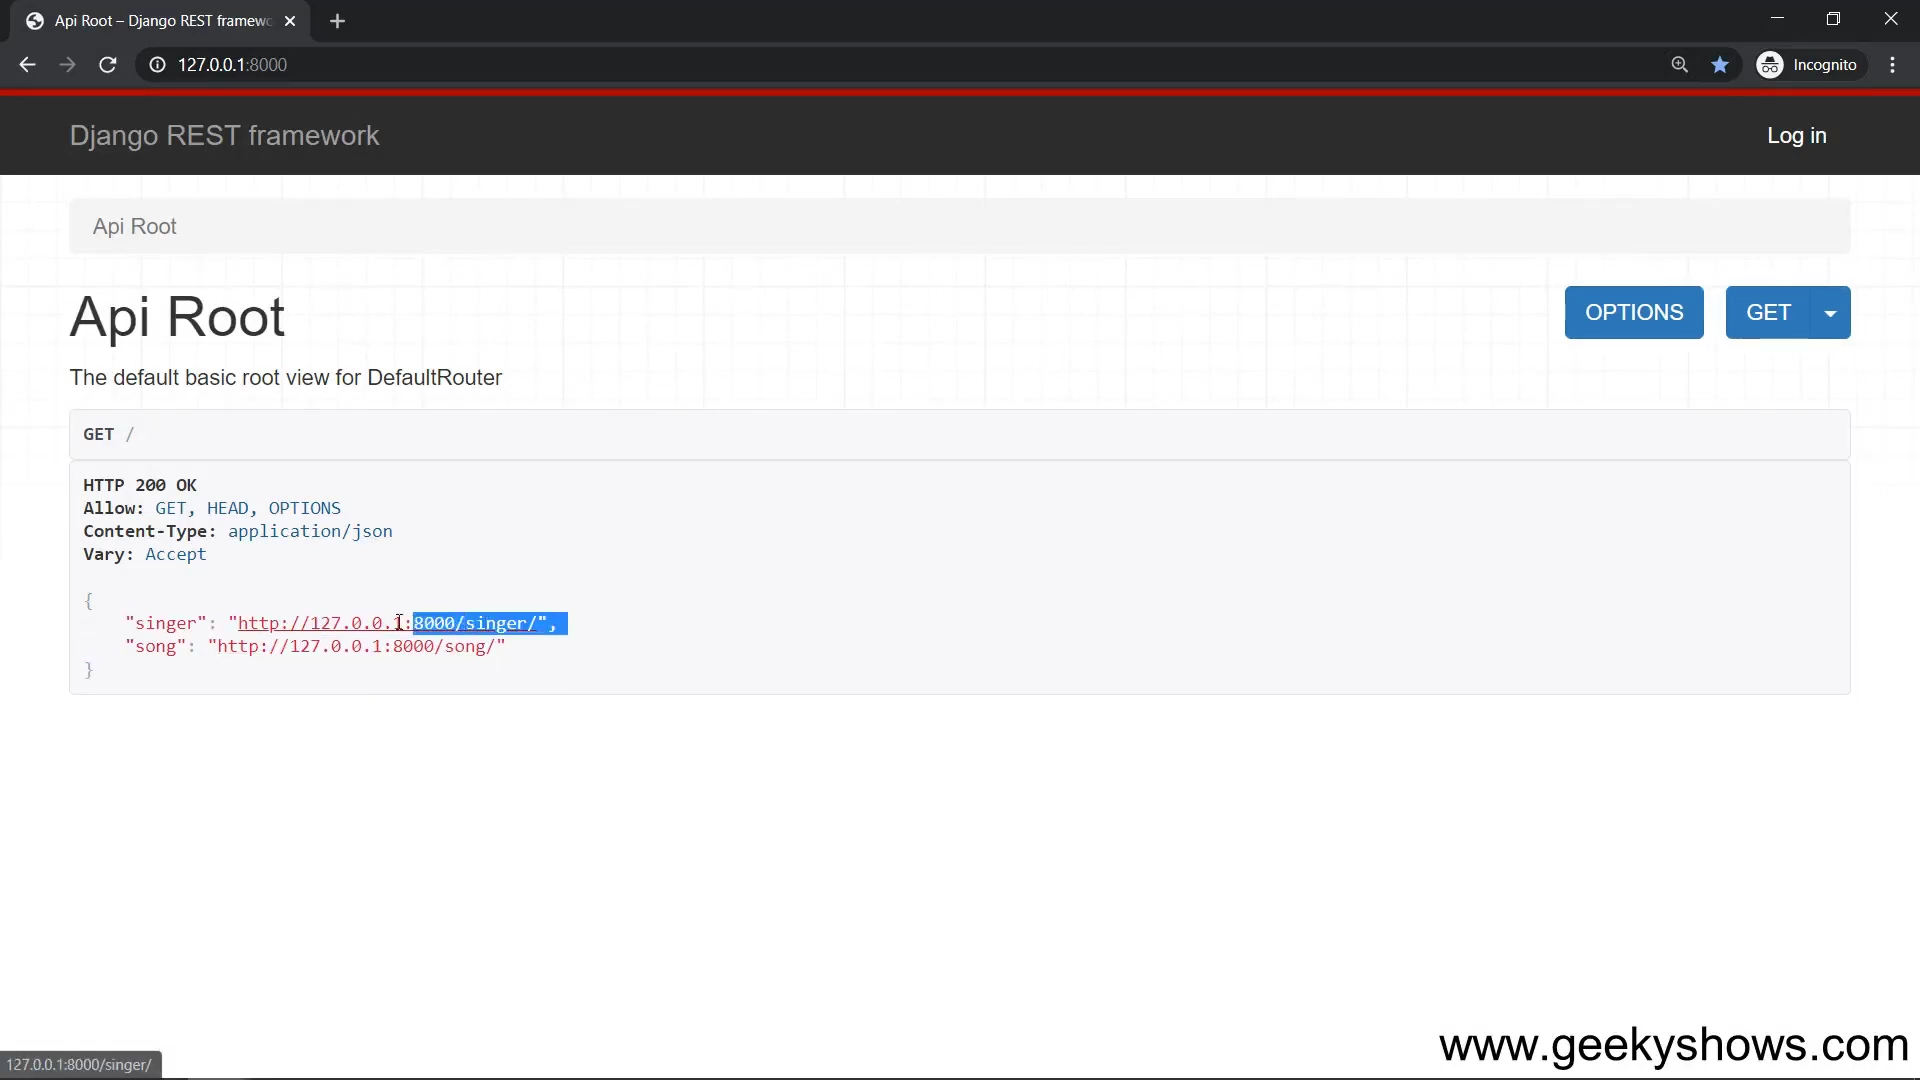 Api Root – Django REST framewo
127.0.0.1:8000
Incognito
Django REST framework
Log in
Api Root
Api Root
OPTIONS
GET
The default basic root view for DefaultRouter
GET /
HTTP 200 OK
Allow: GET, HEAD, OPTIONS
Content-Type: application/json
Vary: Accept
{
"singer": "http://127.0.0.1:8000/singer/",
"song": "http://127.0.0.1:8000/song/"
}
www.geekyshows.com
127.0.0.1:8000/singer/